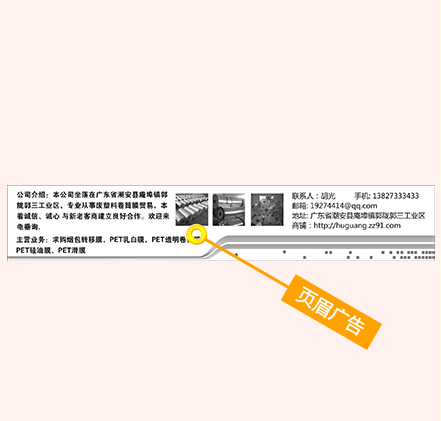 公司介绍：本公司坐落在广东省潮安县庵埠镇郭
陇郭三工业区，专业从事废塑料卷筒膜贸易，本
着诚信、诚心 与新老客商建立良好合作。欢迎来
电垂询.
主营业务：求购烟包转移膜，PET乳白膜，PET透明卷
PET硅油膜，PET滑膜
联系人：胡光 手机: 13827333433
邮箱：19274414@qq.com
地址: 广东省潮安县庵埠镇郭陇郭三工业区
商铺：http://huguang.zz91.com
页眉广告